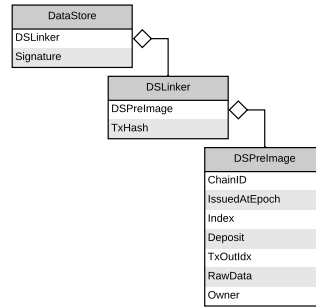 DataStore
DSLinker
Signature
DSLinker
DSPreImage
TxHash
DSPreImage
ChainID
IssuedAtEpoch
Index
Deposit
TxOutIdx
RawData
Owner